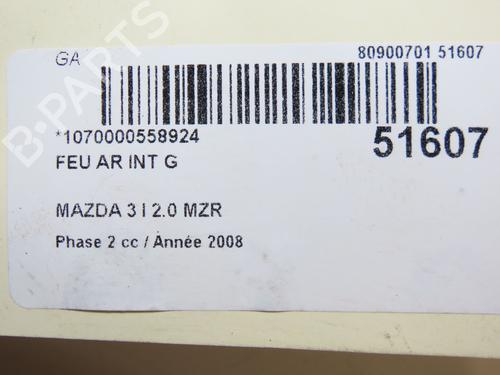 GA
80900701 51607
*1070000558924
51607
FEU AR INT G
MAZDA 3 I 2.0 MZR
Phase 2 cc / Année 2008
B-PARTS